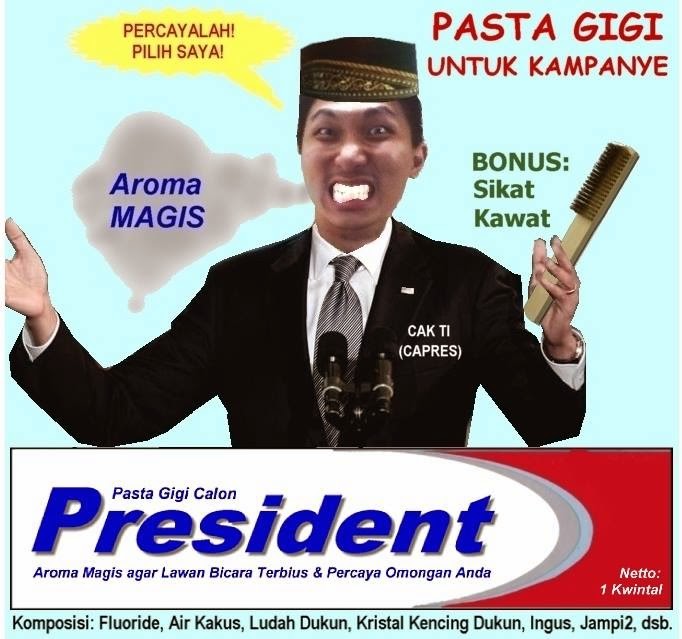 PERCAYALAH!
PILIH SAYA!
PASTA GIGI
UNTUK KAMPANYE
Aroma
MAGIS
BONUS:
Sikat
Kawat
CAK TI
(CAPRES)
Pasta Gigi Calon
President
Aroma Magis agar Lawan Bicara Terbius & Percaya Omongan Anda
Netto:
1 Kwintal
Komposisi: Fluoride, Air Kakus, Ludah Dukun, Kristal Kencing Dukun, Ingus, Jampi2, dsb.